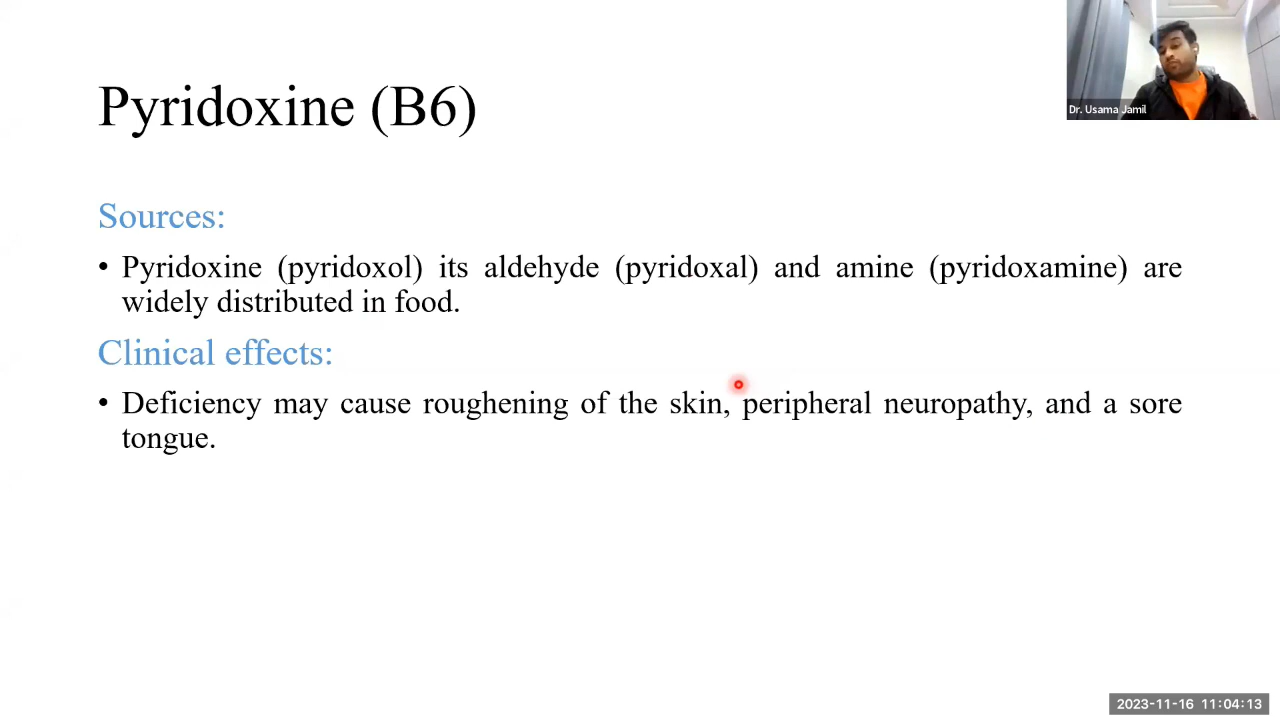 Pyridoxine (B6)
Dr. Usama Jamil
Sources:
• Pyridoxine (pyridoxol) its aldehyde (pyridoxal) and amine (pyridoxamine) are
widely distributed in food.
Clinical effects:
• Deficiency may cause roughening of the skin, peripheral neuropathy, and a sore
tongue.
2023-11-16 11:04:13